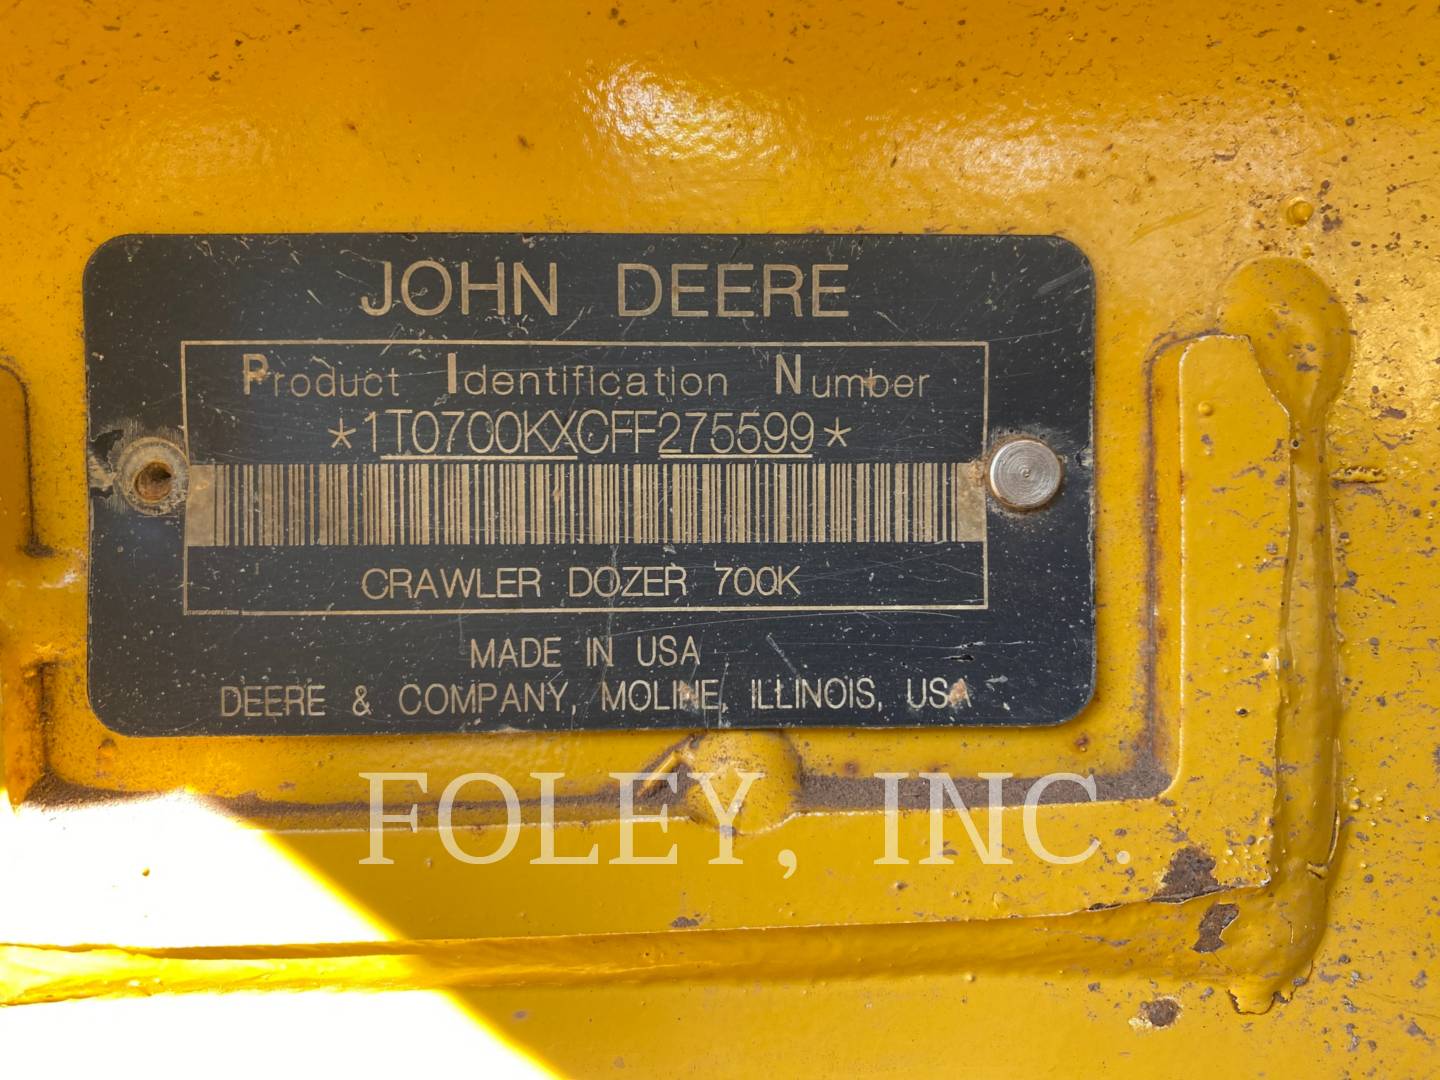 JOHN DEERE
Product Identification Number
*1T0700KXCFF275599*
CRAWLER DOZER 700K
MADE IN USA
DEERE & COMPANY, MOLINE, ILLINOIS, USA
FOLEY, INC.